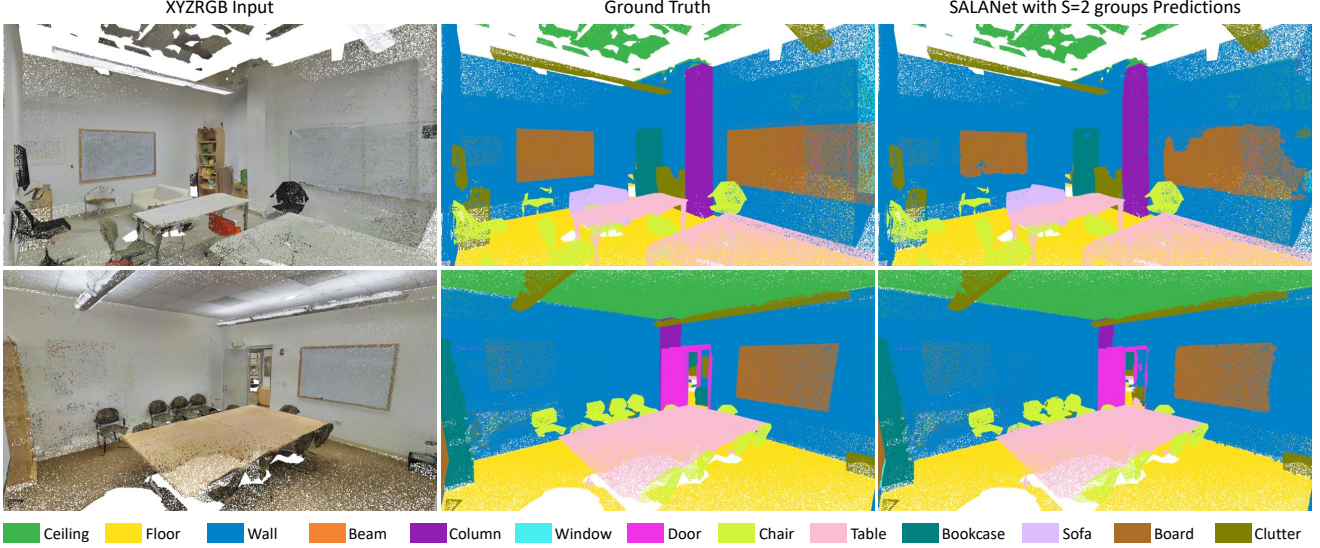 XYZRGB Input Ground Truth SALANet with S=2 groups Predictions
Ceiling Floor Wall Beam Column Window Door Chair Table Bookcase Sofa Board Clutter